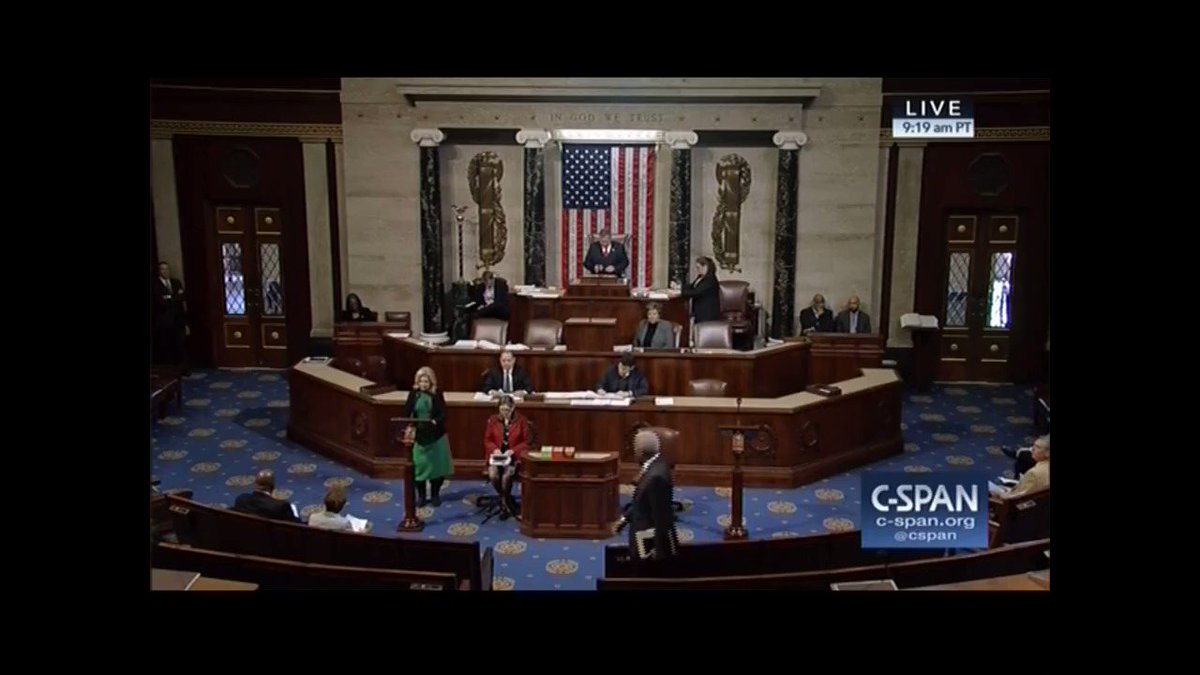 IN GOD WE TRUST
LIVE
9:19 am PT
C-SPAN
c-span.org
@cspan